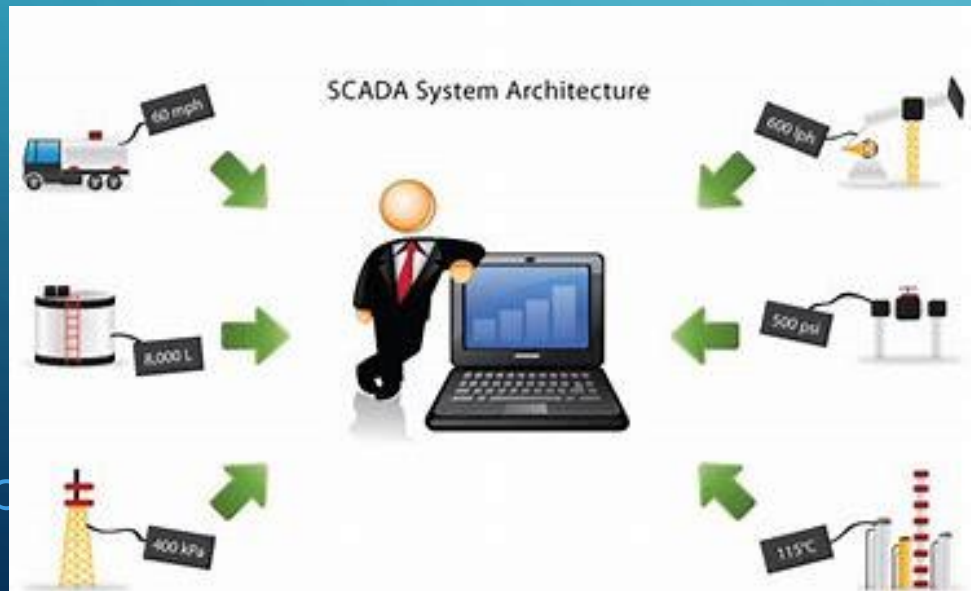 SCADA System Architecture
60 mph
600 lph
8,000 L
500 psi
400 kPa
115°C